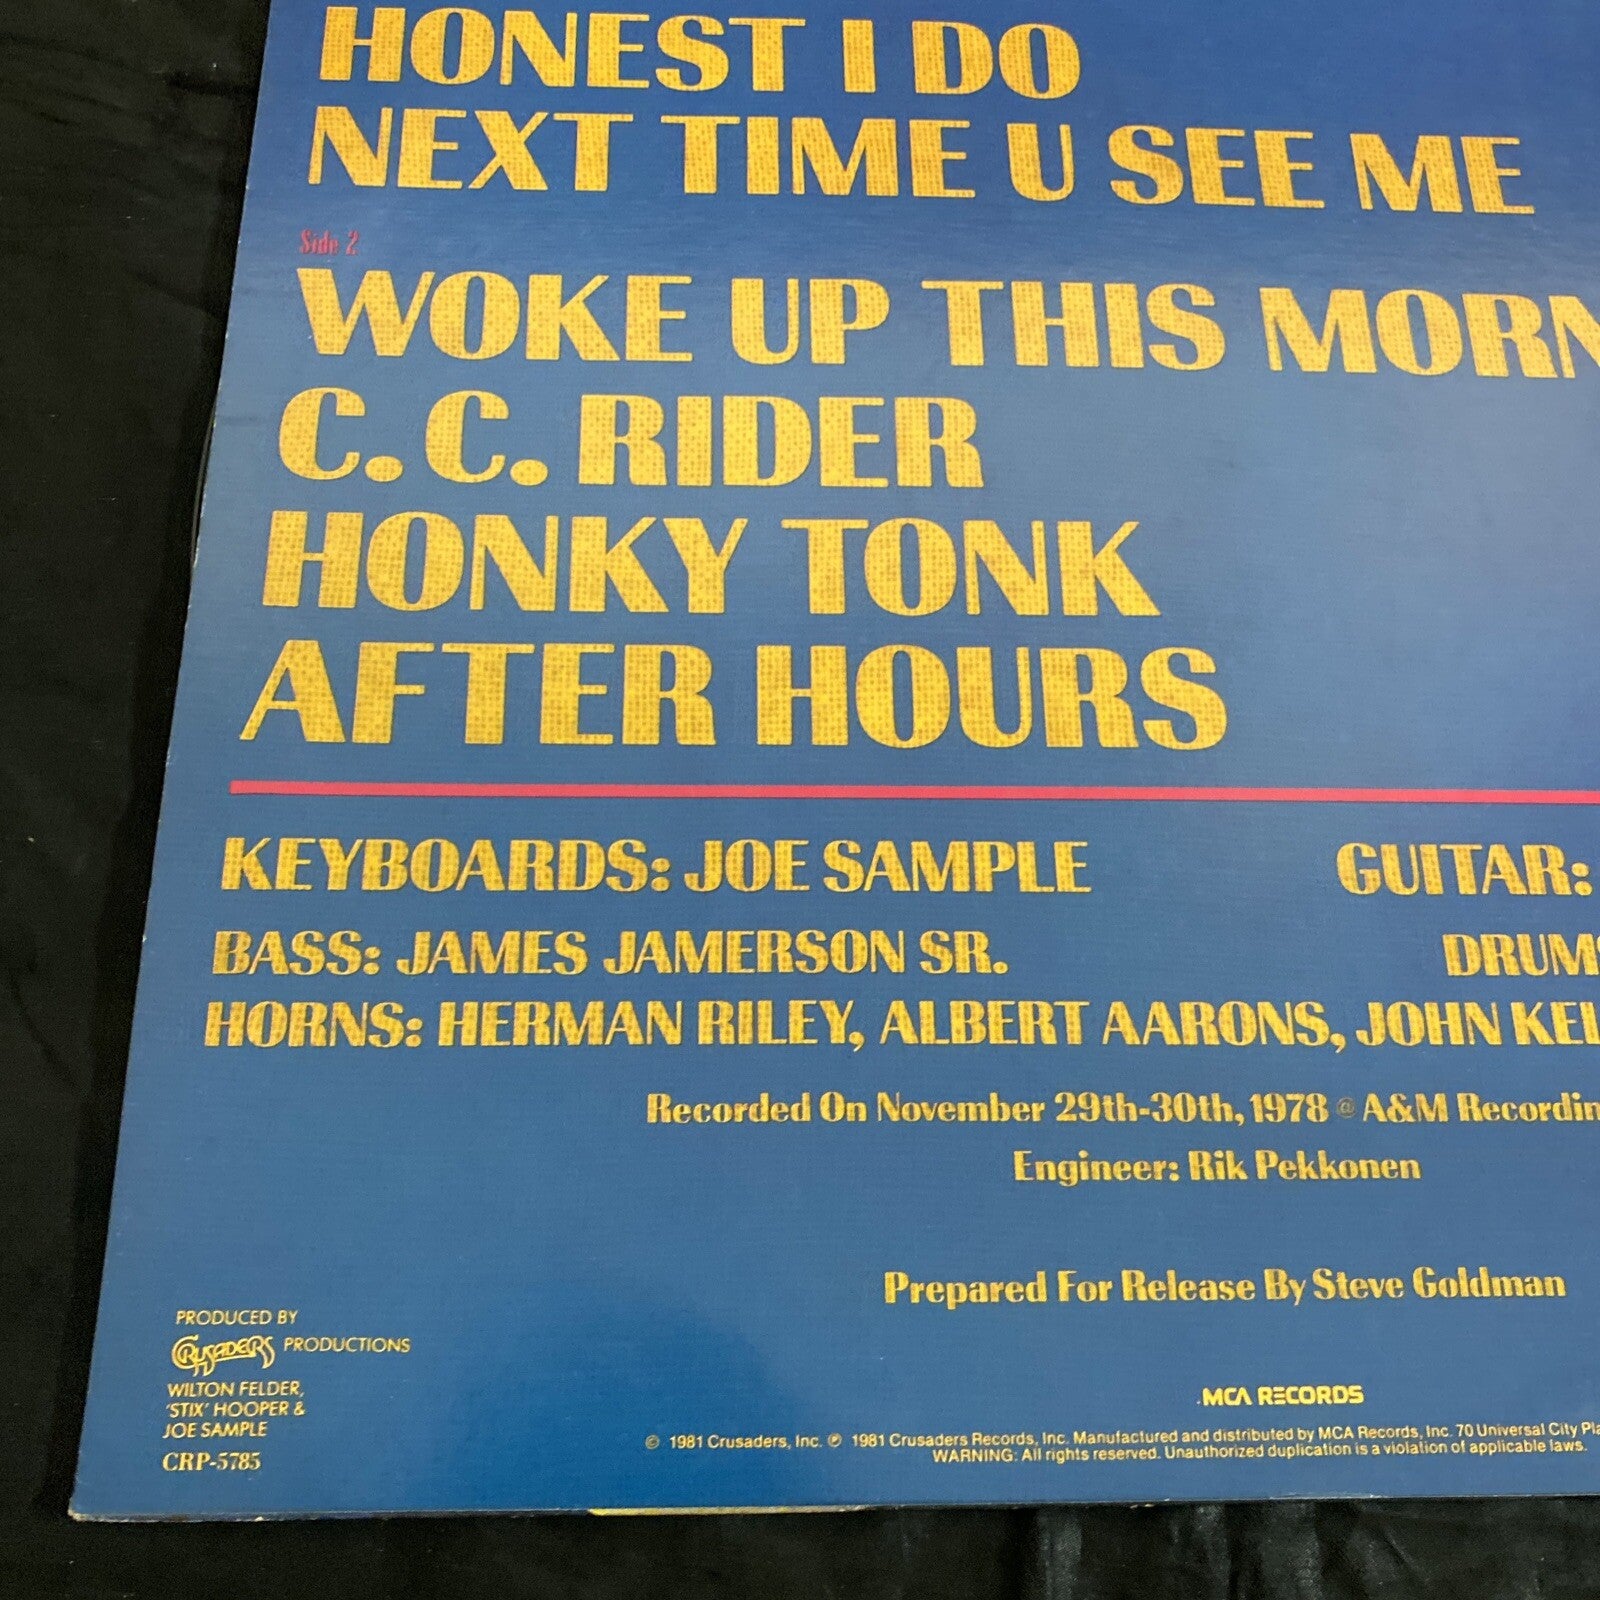 HONEST I DO
NEXT TIME U SEE ME
Side 2
WOKE UP THIS MORN
C. C. RIDER
HONKY TONK
AFTER HOURS
KEYBOARDS: JOE SAMPLE GUITAR:
BASS: JAMES JAMERSON SR. DRUMS
HORNS: HERMAN RILEY, ALBERT AARONS, JOHN KEL
Recorded On November 29th-30th, 1978 @ A&M Recordin
Engineer: Rik Pekkonen
Prepared For Release By Steve Goldman
PRODUCED BY
CRUSADERS PRODUCTIONS
WILTON FELDER,
'STIX' HOOPER &
JOE SAMPLE
CRP-5785
MCA RECORDS
© 1981 Crusaders, Inc. ℗ 1981 Crusaders Records, Inc. Manufactured and distributed by MCA Records, Inc. 70 Universal City Pla
WARNING: All rights reserved. Unauthorized duplication is a violation of applicable laws.